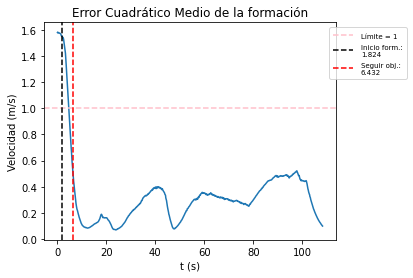 Error Cuadrático Medio de la formación
Velocidad (m/s)
1.6
1.4
1.2
1.0
0.8
0.6
0.4
0.2
0.0
0
20
40
60
80
100
t (s)
Límite = 1
Inicio form.:
1.824
Seguir obj.:
6.432